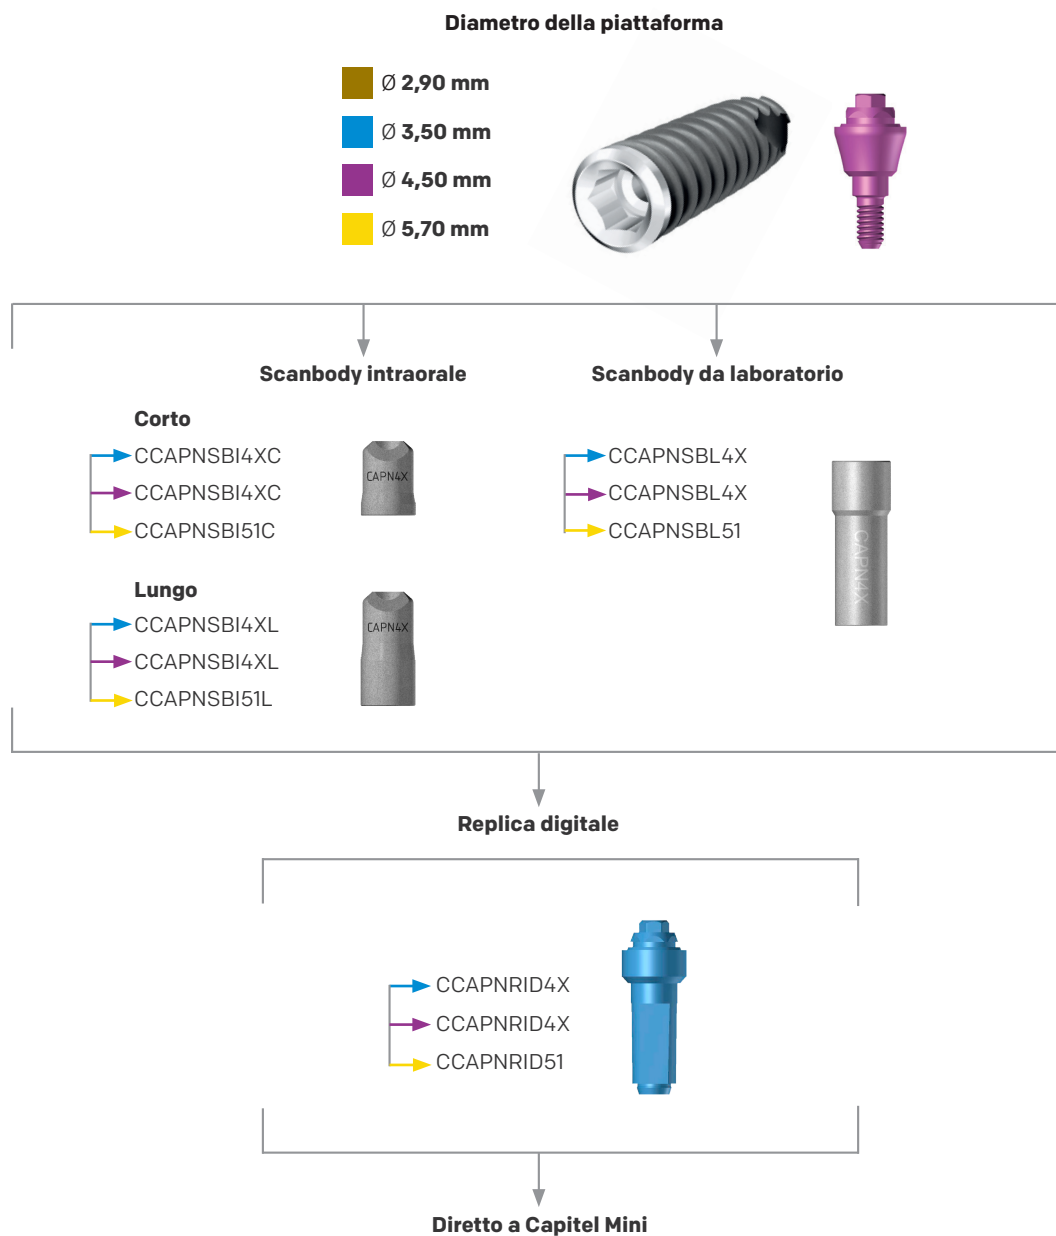 Diametro della piattaforma
Ø 2,90 mm
Ø 3,50 mm
Ø 4,50 mm
Ø 5,70 mm
Scanbody intraorale
Corto
CCAPNSBI4XC
CCAPNSBI4XC
CCAPNSBI51C
CAPN4X
Lungo
CCAPNSBI4XL
CCAPNSBI4XL
CCAPNSBI51L
CAPN4X
Scanbody da laboratorio
CCAPNSBL4X
CCAPNSBL4X
CCAPNSBL51
CAPN4X
Replica digitale
CCAPNRID4X
CCAPNRID4X
CCAPNRID51
Diretto a Capitel Mini